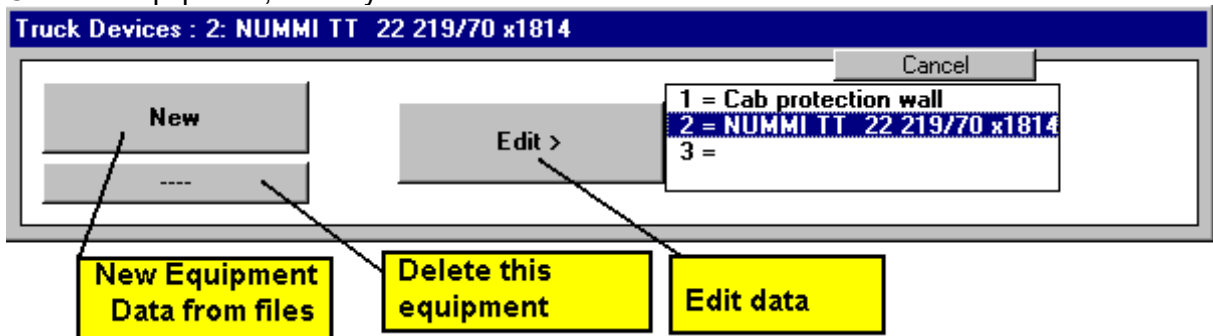 Truck Devices : 2: NUMMI TT 22 219/70 x1814
Cancel
New
Edit >
1 = Cab protection wall
2 = NUMMI TT 22 219/70 x1814
3 =
----
New Equipment
Data from files
Delete this
equipment
Edit data